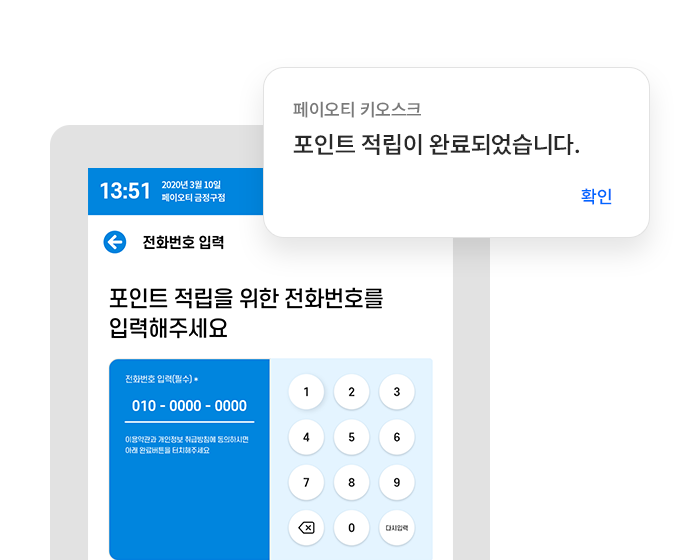 페이오티 키오스크
포인트 적립이 완료되었습니다.
확인
13:51
2020년 3월 10일
페이오티 금정구점
전화번호 입력
포인트 적립을 위한 전화번호를
입력해주세요
전화번호 입력(필수) *
010 - 0000 - 0000
이용약관과 개인정보 취급방침에 동의하시면
아래 완료버튼을 터치해주세요
1 2 3
4 5 6
7 8 9
0 다시입력